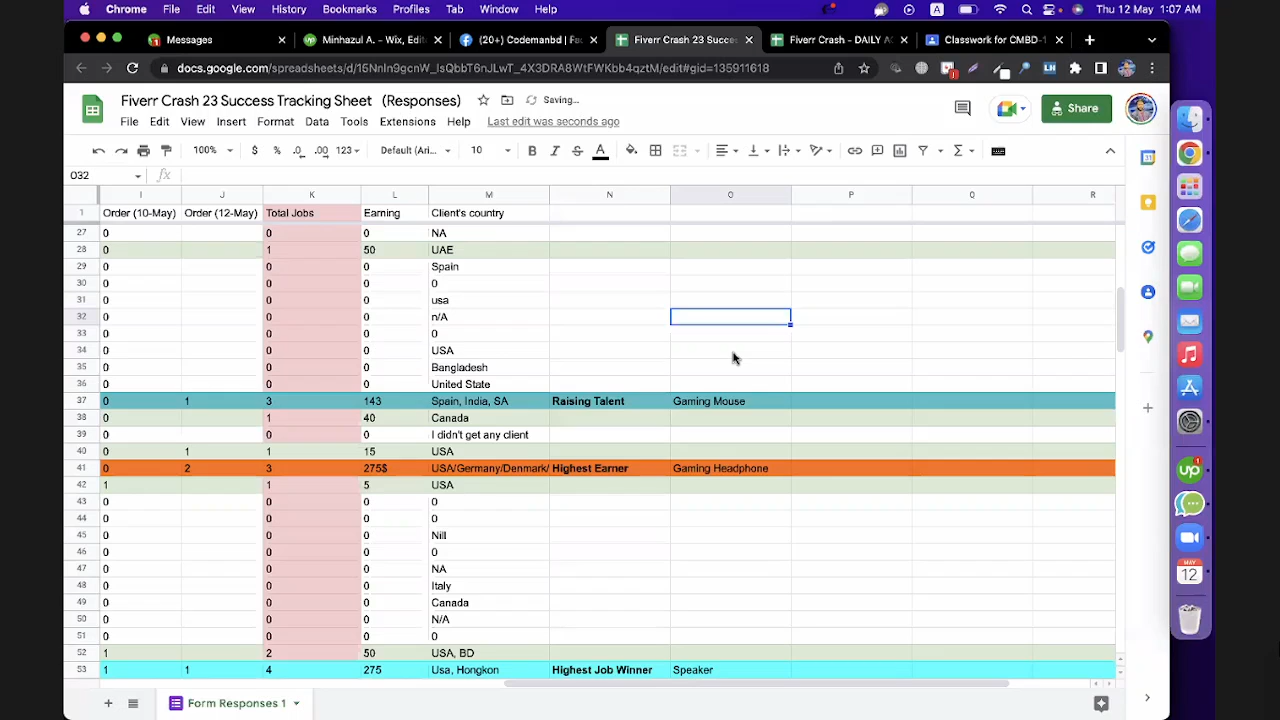 Chrome File Edit View History Bookmarks Profiles Tab Window Help A Thu 12 May 1:07 AM
Messages
Minhazul A. – Wix, Edit
(20+) Codemanbd | Fac
Fiverr Crash 23 Succes
Fiverr Crash - DAILY A
Classwork for CMBD-1
Fiverr Crash 23 Success Tracking Sheet (Responses) Saving...
File Edit View Insert Format Data Tools Extensions Help Last edit was seconds ago
Share
100% $ % .0 .00 123 Default (Ari... 10 B I S A
O32 fx
I J K L M N O P Q R
1 Order (10-May) Order (12-May) Total Jobs Earning Client's country
27 0 0 0 NA
28 0 1 50 UAE
29 0 0 0 Spain
30 0 0 0 0
31 0 0 0 usa
32 0 0 0 n/A
33 0 0 0 0
34 0 0 0 USA
35 0 0 0 Bangladesh
36 0 0 0 United State
37 0 1 3 143 Spain, India, SA Raising Talent Gaming Mouse
38 0 1 40 Canada
39 0 0 0 I didn't get any client
40 0 1 1 15 USA
41 0 2 3 275$ USA/Germany/Denmark/ Highest Earner Gaming Headphone
42 1 1 5 USA
43 0 0 0 0
44 0 0 0 0
45 0 0 0 Nill
46 0 0 0 0
47 0 0 0 NA
48 0 0 0 Italy
49 0 0 0 Canada
50 0 0 0 N/A
51 0 0 0 0
52 1 2 50 USA, BD
53 1 1 4 275 Usa, Hongkon Highest Job Winner Speaker
Form Responses 1
up
MAY
12